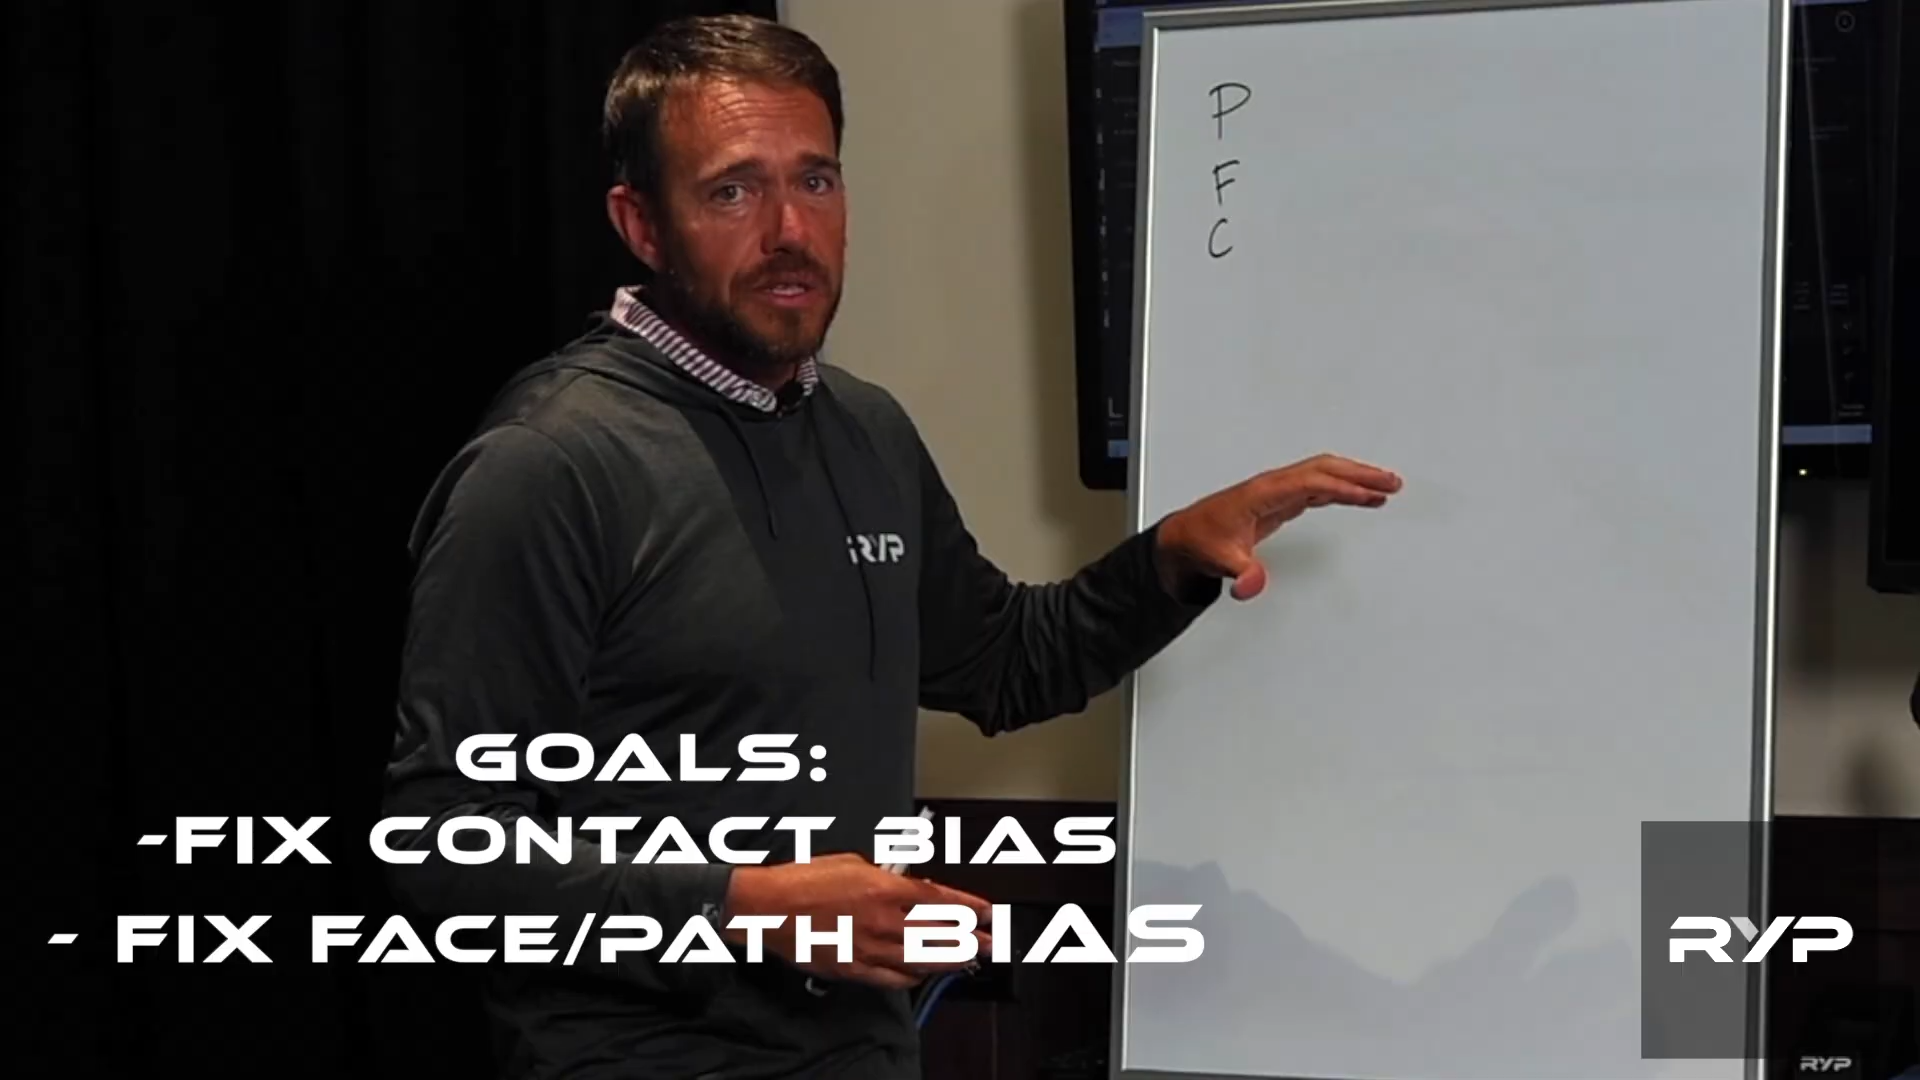 P
F
C
RYP
GOALS:
-FIX CONTACT BIAS
- FIX FACE/PATH BIAS
RYP
RYP